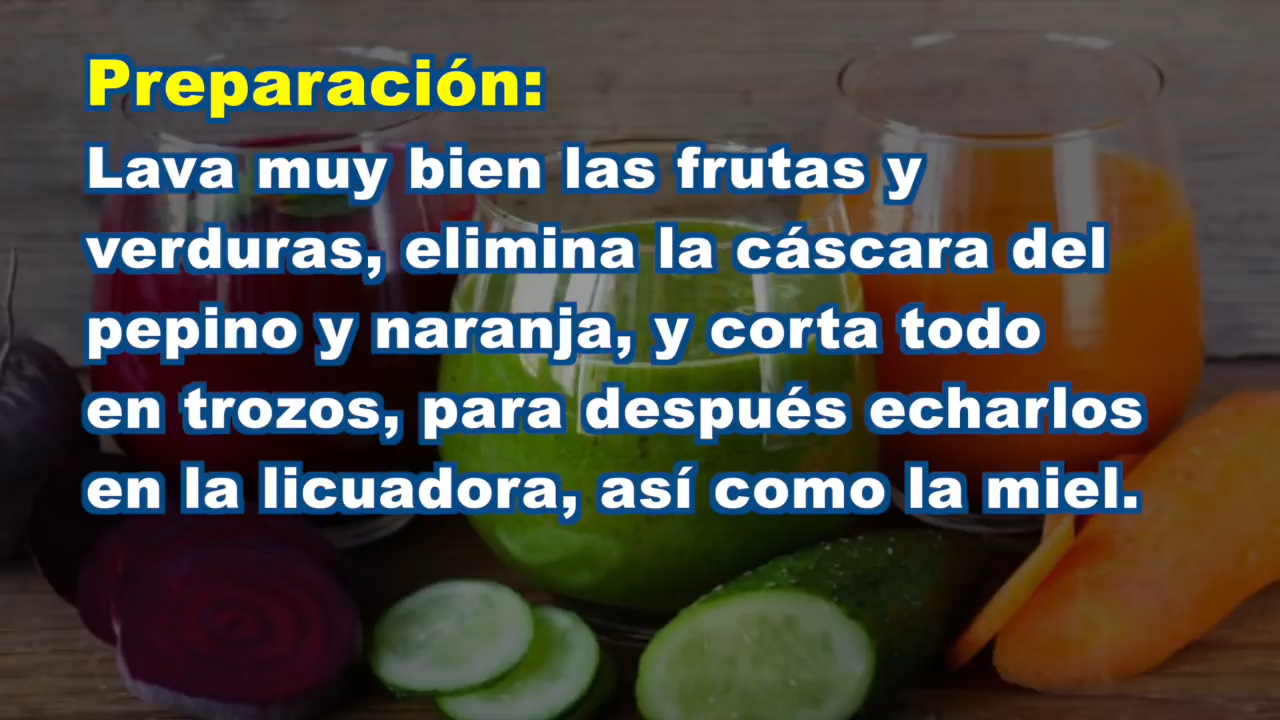 Preparación:
Lava muy bien las frutas y
verduras, elimina la cáscara del
pepino y naranja, y corta todo
en trozos, para después echarlos
en la licuadora, así como la miel.